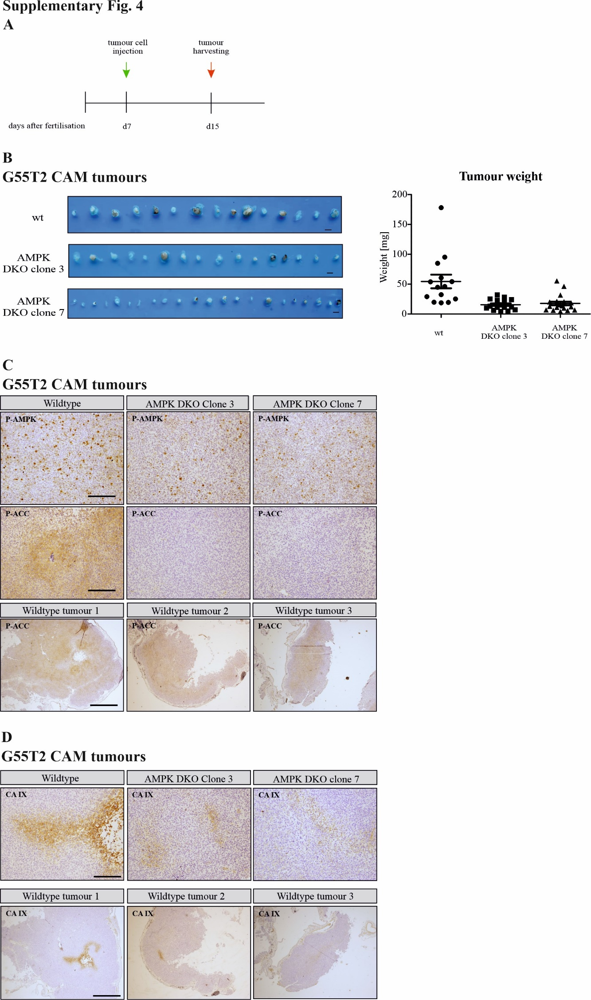 Supplementary Fig. 4
A
tumour cell
injection
tumour
harvesting
days after fertilisation
d7
d15
B
G55T2 CAM tumours
wt
AMPK
DKO clone 3
AMPK
DKO clone 7
Tumour weight
Weight [mg]
200
150
100
50
0
wt
AMPK
DKO clone 3
AMPK
DKO clone 7
C
G55T2 CAM tumours
Wildtype
AMPK DKO Clone 3
AMPK DKO Clone 7
P-AMPK
P-AMPK
P-AMPK
P-ACC
P-ACC
P-ACC
Wildtype tumour 1
Wildtype tumour 2
Wildtype tumour 3
P-ACC
P-ACC
P-ACC
D
G55T2 CAM tumours
Wildtype
AMPK DKO Clone 3
AMPK DKO clone 7
CA IX
CA IX
CA IX
Wildtype tumour 1
Wildtype tumour 2
Wildtype tumour 3
CA IX
CA IX
CA IX